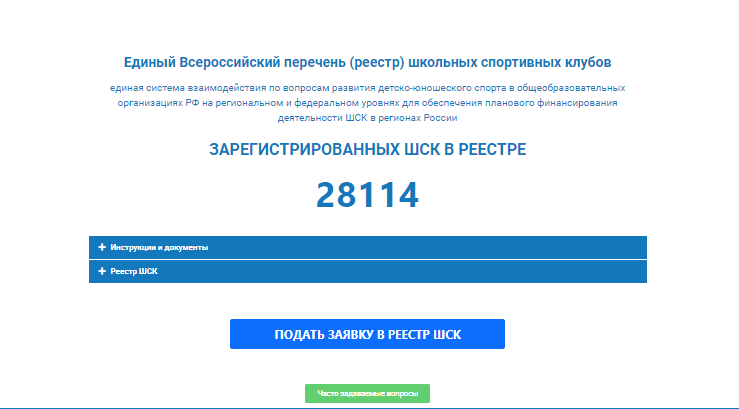 Единый Всероссийский перечень (реестр) школьных спортивных клубов
единая система взаимодействия по вопросам развития детско-юношеского спорта в общеобразовательных
организациях РФ на региональном и федеральном уровнях для обеспечения планового финансирования
деятельности ШСК в регионах России
ЗАРЕГИСТРИРОВАННЫХ ШСК В РЕЕСТРЕ
28114
+ Инструкции и документы
+ Реестр ШСК
ПОДАТЬ ЗАЯВКУ В РЕЕСТР ШСК
Часто задаваемые вопросы